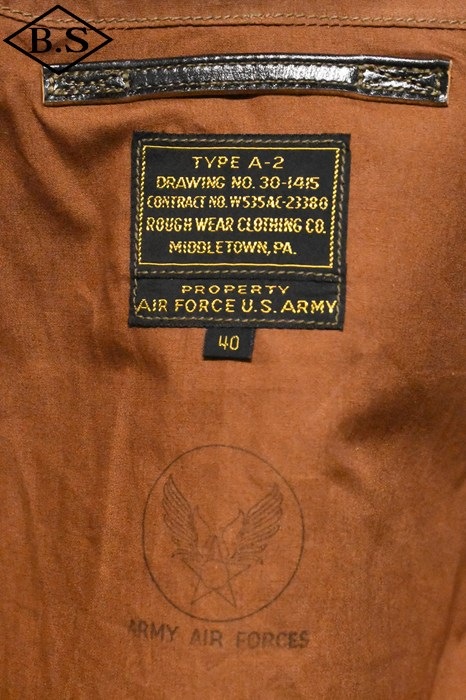 B.S
TYPE A-2
DRAWING NO. 30-1415
CONTRACT NO. W535AC-23380
ROUGH WEAR CLOTHING CO.
MIDDLETOWN, PA.
PROPERTY
AIR FORCE U.S. ARMY
40
ARMY AIR FORCES